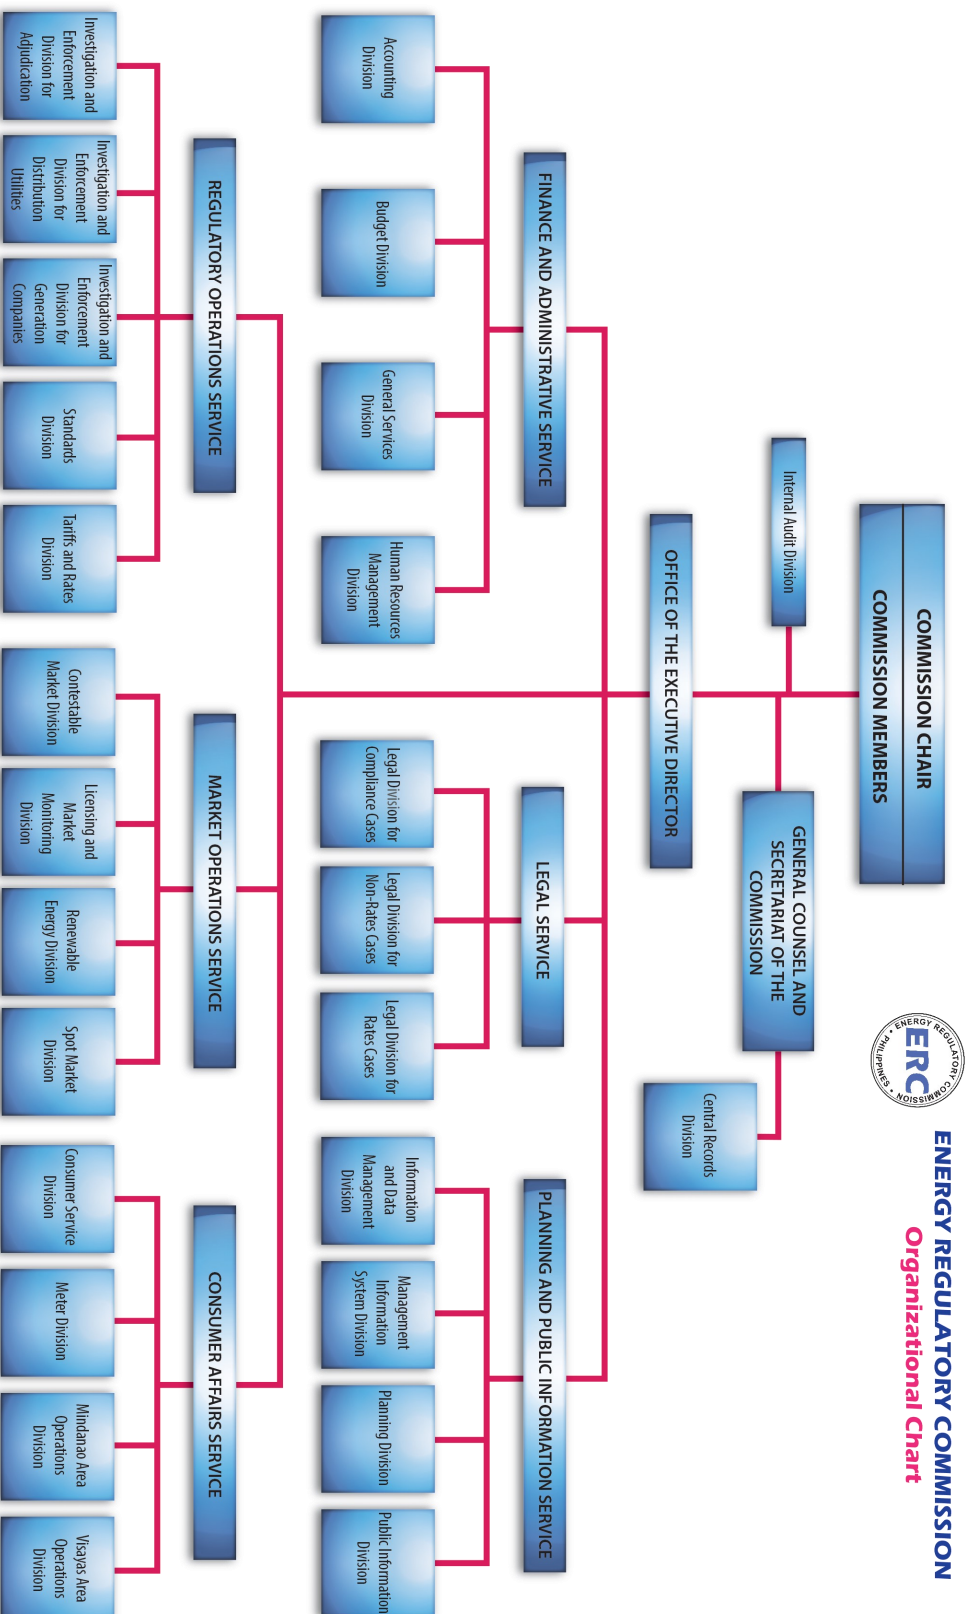 ENERGY REGULATORY COMMISSION
Organizational Chart
ENERGY REGULATORY COMMISSION
• PHILIPPINES •
ERC
COMMISSION CHAIR
COMMISSION MEMBERS
Internal Audit Division
GENERAL COUNSEL AND
SECRETARIAT OF THE
COMMISSION
Central Records
Division
OFFICE OF THE EXECUTIVE DIRECTOR
FINANCE AND ADMINISTRATIVE SERVICE
Accounting
Division
Budget Division
General Services
Division
Human Resources
Management
Division
LEGAL SERVICE
Legal Division for
Compliance Cases
Legal Division for
Non-Rates Cases
Legal Division for
Rates Cases
PLANNING AND PUBLIC INFORMATION SERVICE
Information
and Data
Management
Division
Management
Information
System Division
Planning Division
Public Information
Division
REGULATORY OPERATIONS SERVICE
Investigation and
Enforcement
Division for
Adjudication
Investigation and
Enforcement
Division for
Distribution
Utilities
Investigation and
Enforcement
Division for
Generation
Companies
Standards
Division
Tariffs and Rates
Division
MARKET OPERATIONS SERVICE
Contestable
Market Division
Licensing and
Market
Monitoring
Division
Renewable
Energy Division
Spot Market
Division
CONSUMER AFFAIRS SERVICE
Consumer Service
Division
Meter Division
Mindanao Area
Operations
Division
Visayas Area
Operations
Division